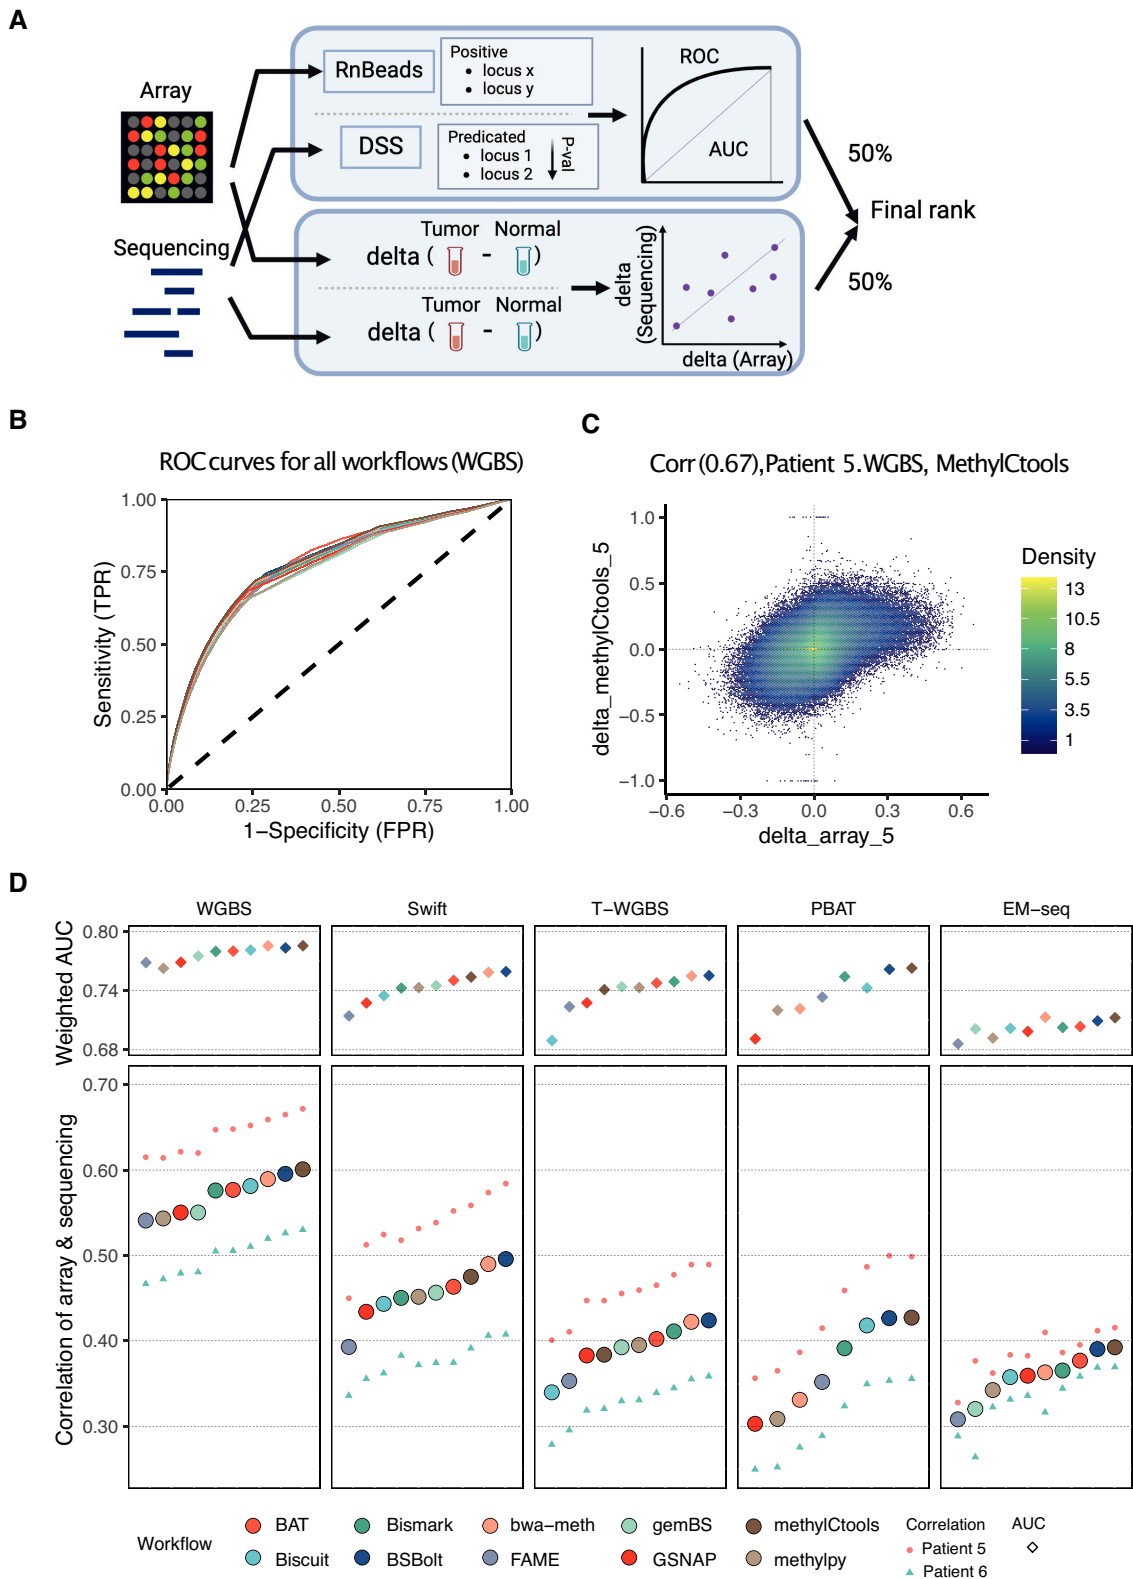 A
Array
Sequencing
RnBeads
Positive
• locus x
• locus y
DSS
Predicated
• locus 1
• locus 2
P-val
ROC
AUC
50%
Final rank
50%
Tumor Normal
delta ( - )
Tumor Normal
delta ( - )
delta
(Sequencing)
delta (Array)
B
ROC curves for all workflows (WGBS)
Sensitivity (TPR)
1.00
0.75
0.50
0.25
0.00
0.00 0.25 0.50 0.75 1.00
1−Specificity (FPR)
C
Corr (0.67), Patient 5. WGBS, MethylCtools
delta_methylCtools_5
1.0
0.5
0.0
−0.5
−1.0
−0.6 −0.3 0.0 0.3 0.6
delta_array_5
Density
13
10.5
8
5.5
3.5
1
D
WGBS Swift T−WGBS PBAT EM−seq
Weighted AUC
0.80
0.74
0.68
Correlation of array & sequencing
0.70
0.60
0.50
0.40
0.30
Workflow
BAT Bismark bwa−meth gemBS methylCtools
Biscuit BSBolt FAME GSNAP methylpy
Correlation
Patient 5
Patient 6
AUC